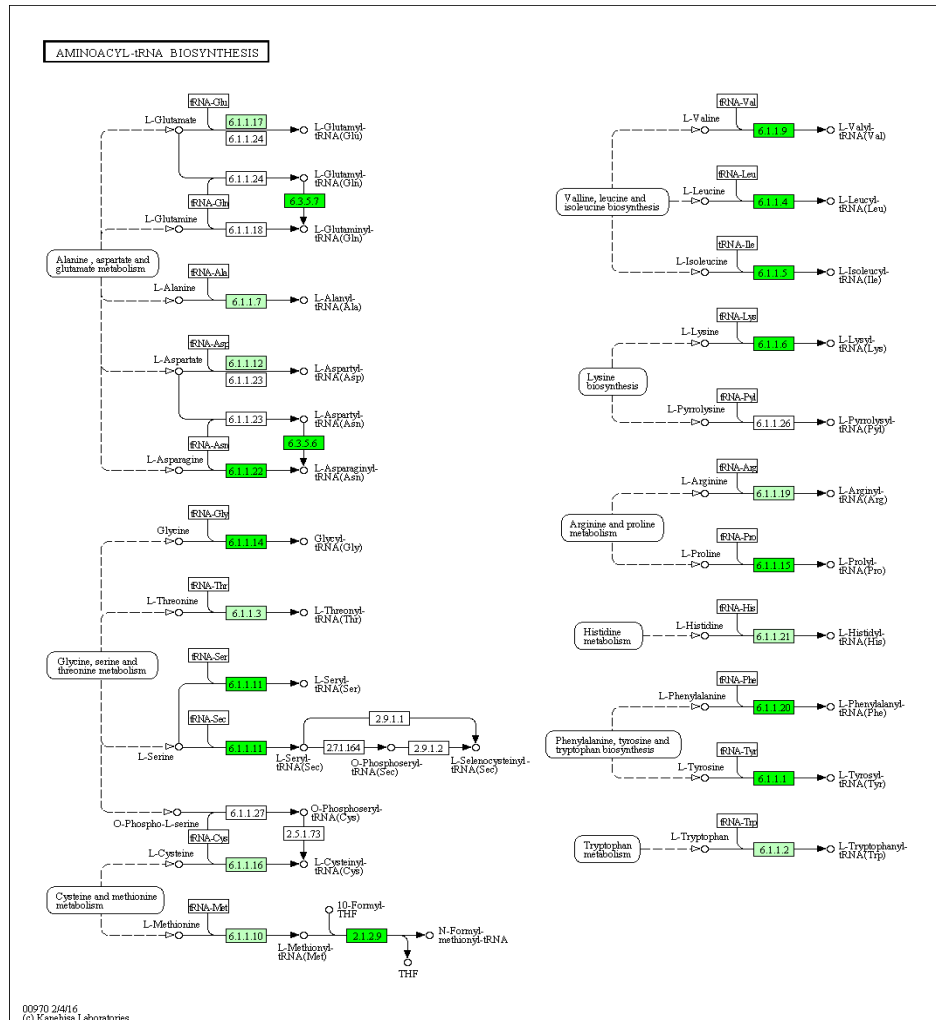 AMINOACYL-tRNA BIOSYNTHESIS
tRNA-Glu
L-Glutamate
6.1.1.17
6.1.1.24
L-Glutamyl-
tRNA(Glu)
6.1.1.24
L-Glutamyl-
tRNA(Gln)
tRNA-Gln
6.3.5.7
L-Glutamine
6.1.1.18
L-Glutaminyl-
tRNA(Gln)
Alanine , aspartate and
glutamate metabolism
tRNA-Ala
L-Alanine
6.1.1.7
L-Alanyl-
tRNA(Ala)
tRNA-Asp
L-Aspartate
6.1.1.12
6.1.1.23
L-Aspartyl-
tRNA(Asp)
6.1.1.23
L-Aspartyl-
tRNA(Asn)
tRNA-Asn
6.3.5.6
L-Asparagine
6.1.1.22
L-Asparaginyl-
tRNA(Asn)
tRNA-Gly
Glycine
6.1.1.14
Glycyl-
tRNA(Gly)
tRNA-Thr
L-Threonine
6.1.1.3
L-Threonyl-
tRNA(Thr)
Glycine, serine and
threonine metabolism
tRNA-Ser
6.1.1.11
L-Seryl-
tRNA(Ser)
tRNA-Sec
L-Serine
6.1.1.11
L-Seryl-
tRNA(Sec)
2.9.1.1
2.7.1.164
O-Phosphoseryl-
tRNA(Sec)
2.9.1.2
L-Selenocysteinyl-
tRNA(Sec)
O-Phospho-L-serine
6.1.1.27
O-Phosphoseryl-
tRNA(Cys)
2.5.1.73
tRNA-Cys
L-Cysteine
6.1.1.16
L-Cysteinyl-
tRNA(Cys)
Cysteine and methionine
metabolism
tRNA-Met
L-Methionine
6.1.1.10
L-Methionyl-
tRNA(Met)
10-Formyl-
THF
2.1.2.9
N-Formyl-
methionyl-tRNA
THF
tRNA-Val
L-Valine
6.1.1.9
L-Valyl-
tRNA(Val)
tRNA-Leu
Valline, leucine and
isoleucine biosynthesis
L-Leucine
6.1.1.4
L-Leucyl-
tRNA(Leu)
tRNA-Ile
L-Isoleucine
6.1.1.5
L-Isoleucyl-
tRNA(Ile)
tRNA-Lys
L-Lysine
6.1.1.6
L-Lysyl-
tRNA(Lys)
Lysine
biosynthesis
tRNA-Pyl
L-Pyrrolysine
6.1.1.26
L-Pyrrolysyl-
tRNA(Pyl)
tRNA-Arg
L-Arginine
6.1.1.19
L-Arginyl-
tRNA(Arg)
Arginine and proline
metabolism
tRNA-Pro
L-Proline
6.1.1.15
L-Prolyl-
tRNA(Pro)
tRNA-His
Histidine
metabolism
L-Histidine
6.1.1.21
L-Histidyl-
tRNA(His)
tRNA-Phe
L-Phenylalanine
6.1.1.20
L-Phenylalanyl-
tRNA(Phe)
Phenylalanine, tyrosine and
tryptophan biosynthesis
tRNA-Tyr
L-Tyrosine
6.1.1.1
L-Tyrosyl-
tRNA(Tyr)
tRNA-Trp
Tryptophan
metabolism
L-Tryptophan
6.1.1.2
L-Tryptophanyl-
tRNA(Trp)
00970 2/4/16
(c) Kanehisa Laboratories